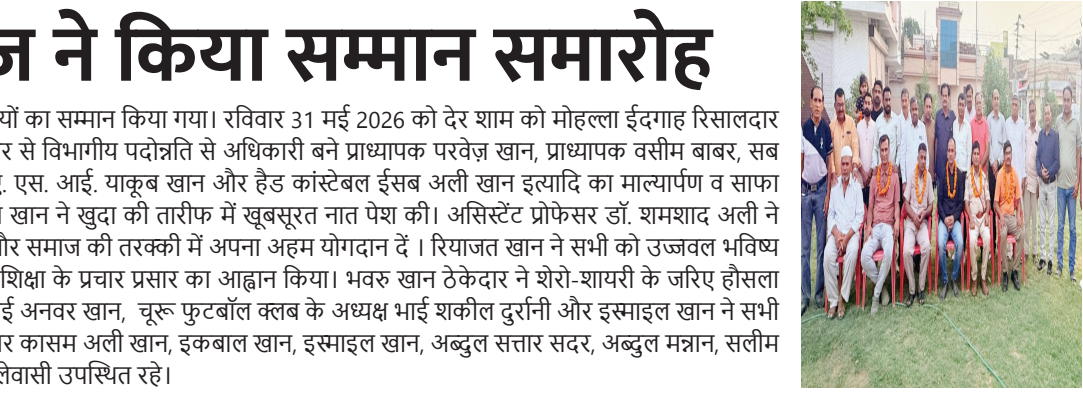 ने किया सम्मान समारोह
का सम्मान किया गया। रविवार 31 मई 2026 को देर शाम को मोहल्ला ईदगाह रिसालदार
से विभागीय पदोन्नति से अधिकारी बने प्राध्यापक परवेज़ खान, प्राध्यापक वसीम बाबर, सब
एस. आई. याकूब खान और हैड कांस्टेबल ईसब अली खान इत्यादि का माल्यार्पण व साफा
खान ने खुदा की तारीफ में खूबसूरत नात पेश की। असिस्टेंट प्रोफेसर डॉ. शमशाद अली ने
और समाज की तरक्की में अपना अहम योगदान दें । रियाजत खान ने सभी को उज्जवल भविष्य
शिक्षा के प्रचार प्रसार का आह्वान किया। भवरु खान ठेकेदार ने शेरो-शायरी के जरिए हौसला
अनवर खान, चूरू फुटबॉल क्लब के अध्यक्ष भाई शकील दुर्रानी और इस्माइल खान ने सभी
कासम अली खान, इकबाल खान, इस्माइल खान, अब्दुल सत्तार सदर, अब्दुल मन्नान, सलीम
उपस्थित रहे।